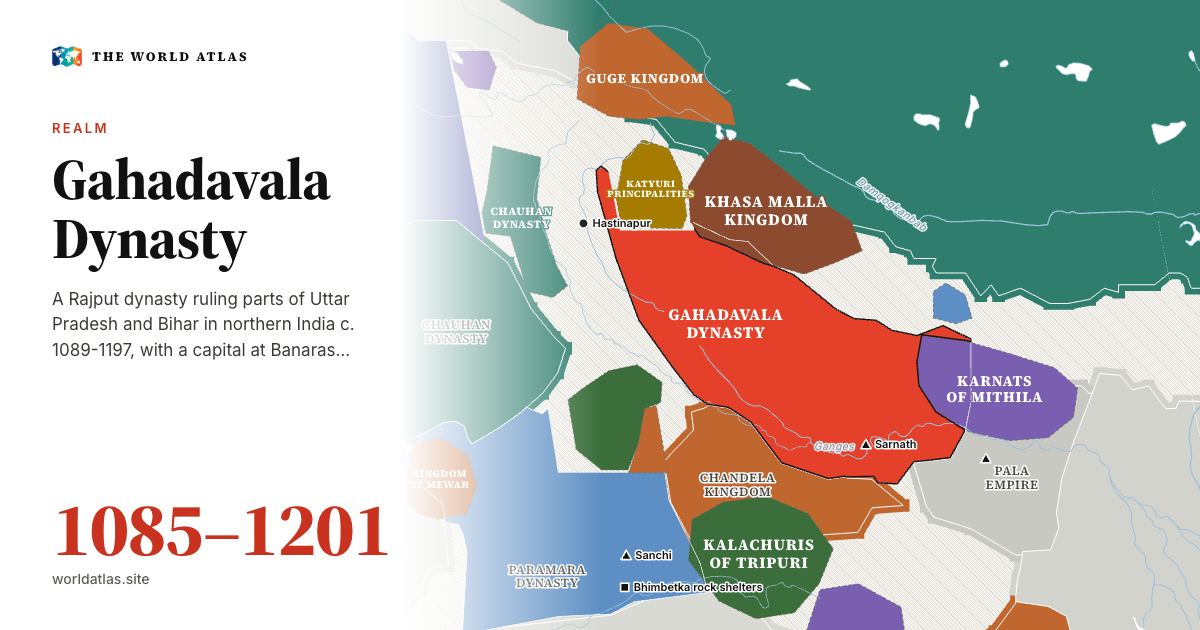 THE WORLD ATLAS
REALM
Gahadavala
Dynasty
A Rajput dynasty ruling parts of Uttar
Pradesh and Bihar in northern India c.
1089-1197, with a capital at Banaras...
1085–1201
worldatlas.site
GUGE KINGDOM
KATYURI
PRINCIPALITIES
KHASA MALLA
KINGDOM
Damqogkanbab
CHAUHAN
DYNASTY
Hastinapur
GAHADAVALA
DYNASTY
CHAUHAN
DYNASTY
KARNATS
OF MITHILA
Ganges
Sarnath
KINGDOM
OF MEWAR
CHANDELA
KINGDOM
PALA
EMPIRE
KALACHURIS
OF TRIPURI
Sanchi
PARAMARA
DYNASTY
Bhimbetka rock shelters